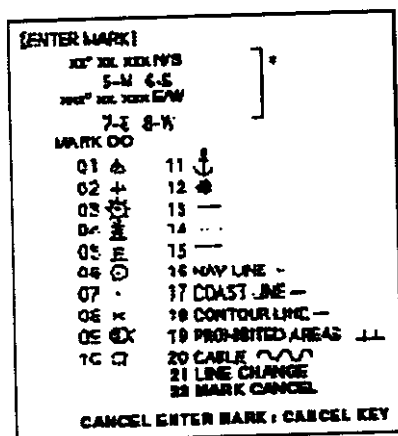 [ENTER MARK]
XX° XX. XXX N/S *
5-N 6-S
XXX° XX. XXX E/W
7-E 8-W
MARK 00
01 11
02 + 12
03 13 —
04 14 ...
05 15 —
06 16 NAV LINE -
07 · 17 COAST LINE —
08 × 18 CONTOUR LINE —
09 19 PROHIBITED AREAS
10 20 CABLE
21 LINE CHANGE
22 MARK CANCEL
CANCEL ENTER MARK : CANCEL KEY